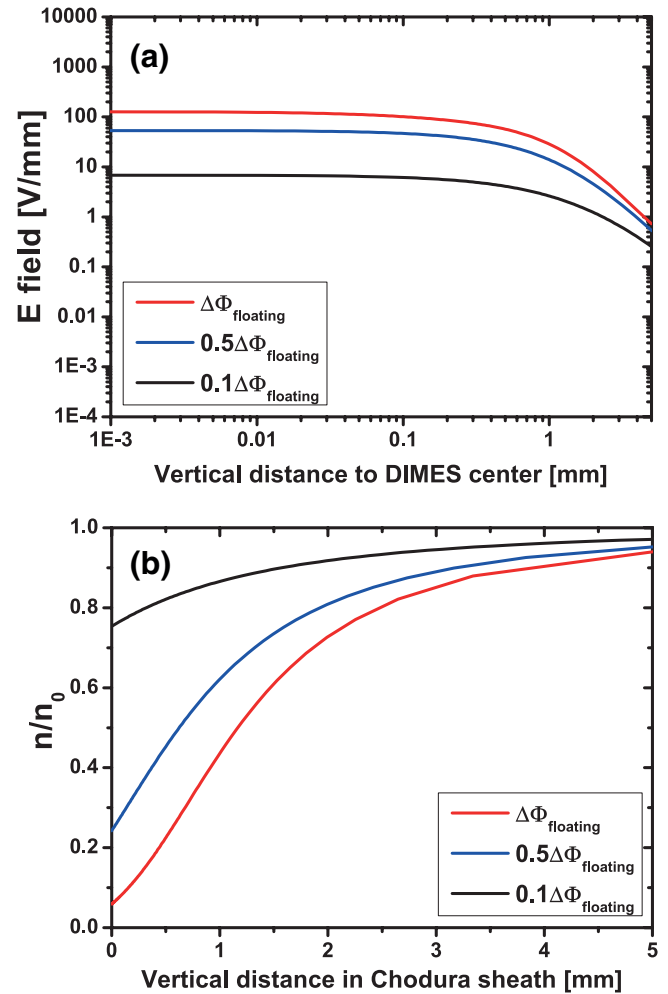 (a)
10000
1000
100
10
1
0.1
0.01
1E-3
1E-4
E field [V/mm]
ΔΦfloating
0.5ΔΦfloating
0.1ΔΦfloating
1E-3 0.01 0.1 1
Vertical distance to DIMES center [mm]
(b)
1.0
0.8
0.6
0.4
0.2
0.0
n/n0
ΔΦfloating
0.5ΔΦfloating
0.1ΔΦfloating
0 1 2 3 4 5
Vertical distance in Chodura sheath [mm]